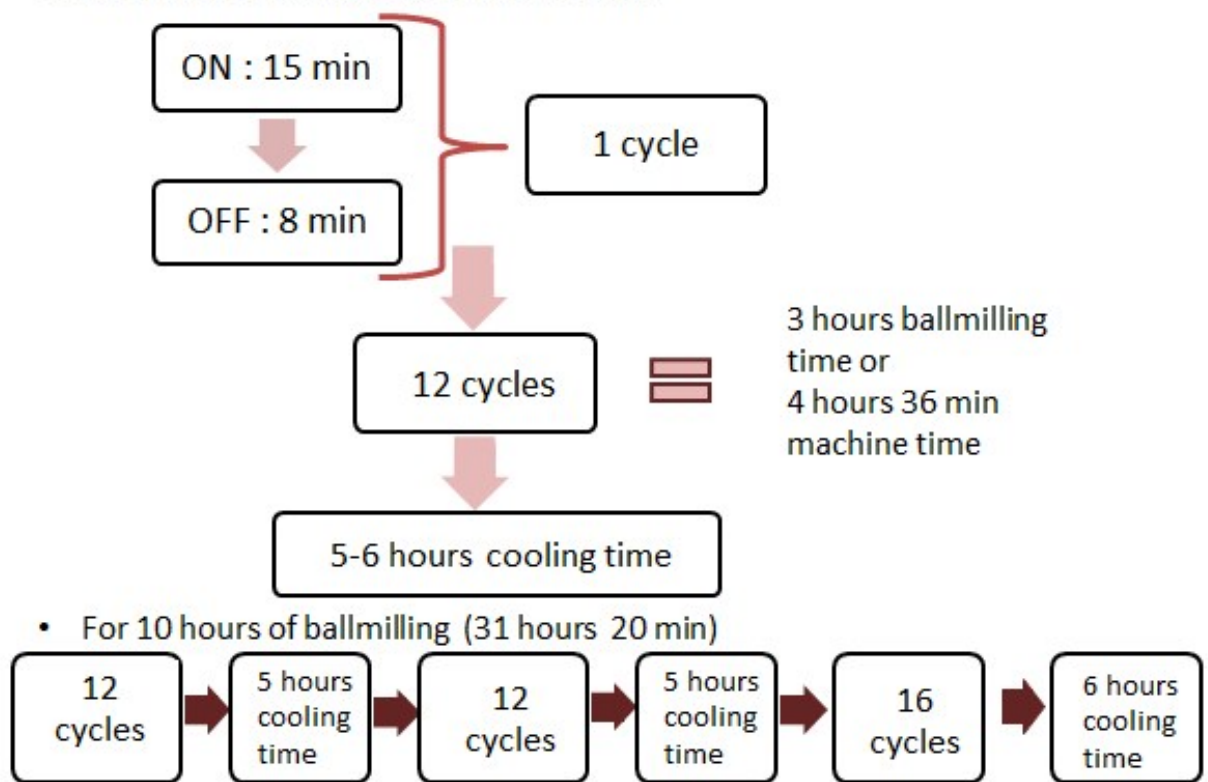 ON : 15 min
1 cycle
OFF : 8 min
12 cycles
3 hours ballmilling
time or
4 hours 36 min
machine time
5-6 hours cooling time
• For 10 hours of ballmilling (31 hours 20 min)
12
cycles
5 hours
cooling
time
12
cycles
5 hours
cooling
time
16
cycles
6 hours
cooling
time